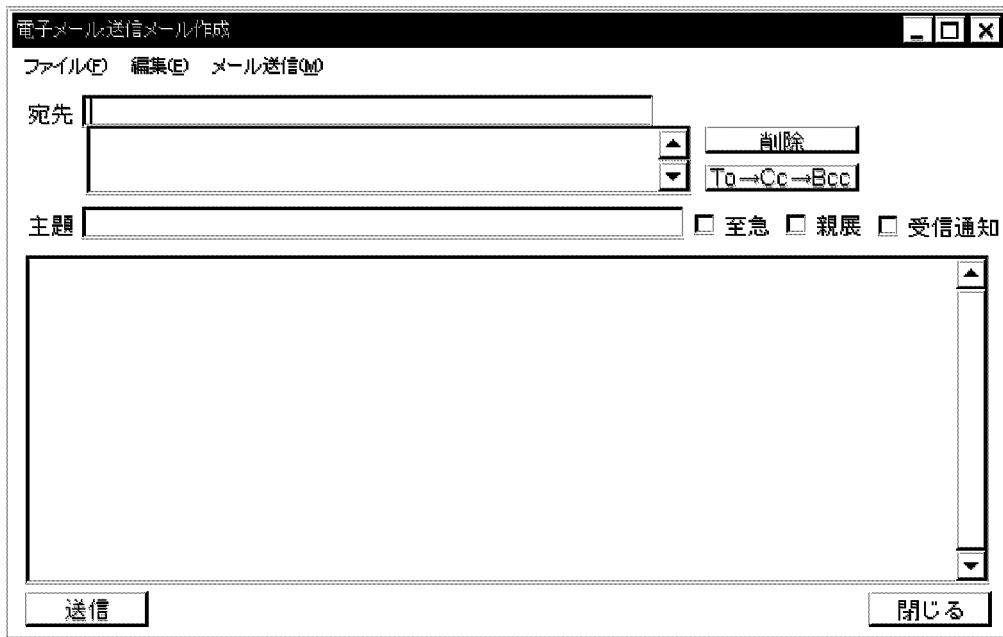 電子メール:送信メール作成
ファイル(F) 編集(E) メール送信(M)
宛先
削除
To→Cc→Bcc
主題 至急 親展 受信通知
送信 閉じる